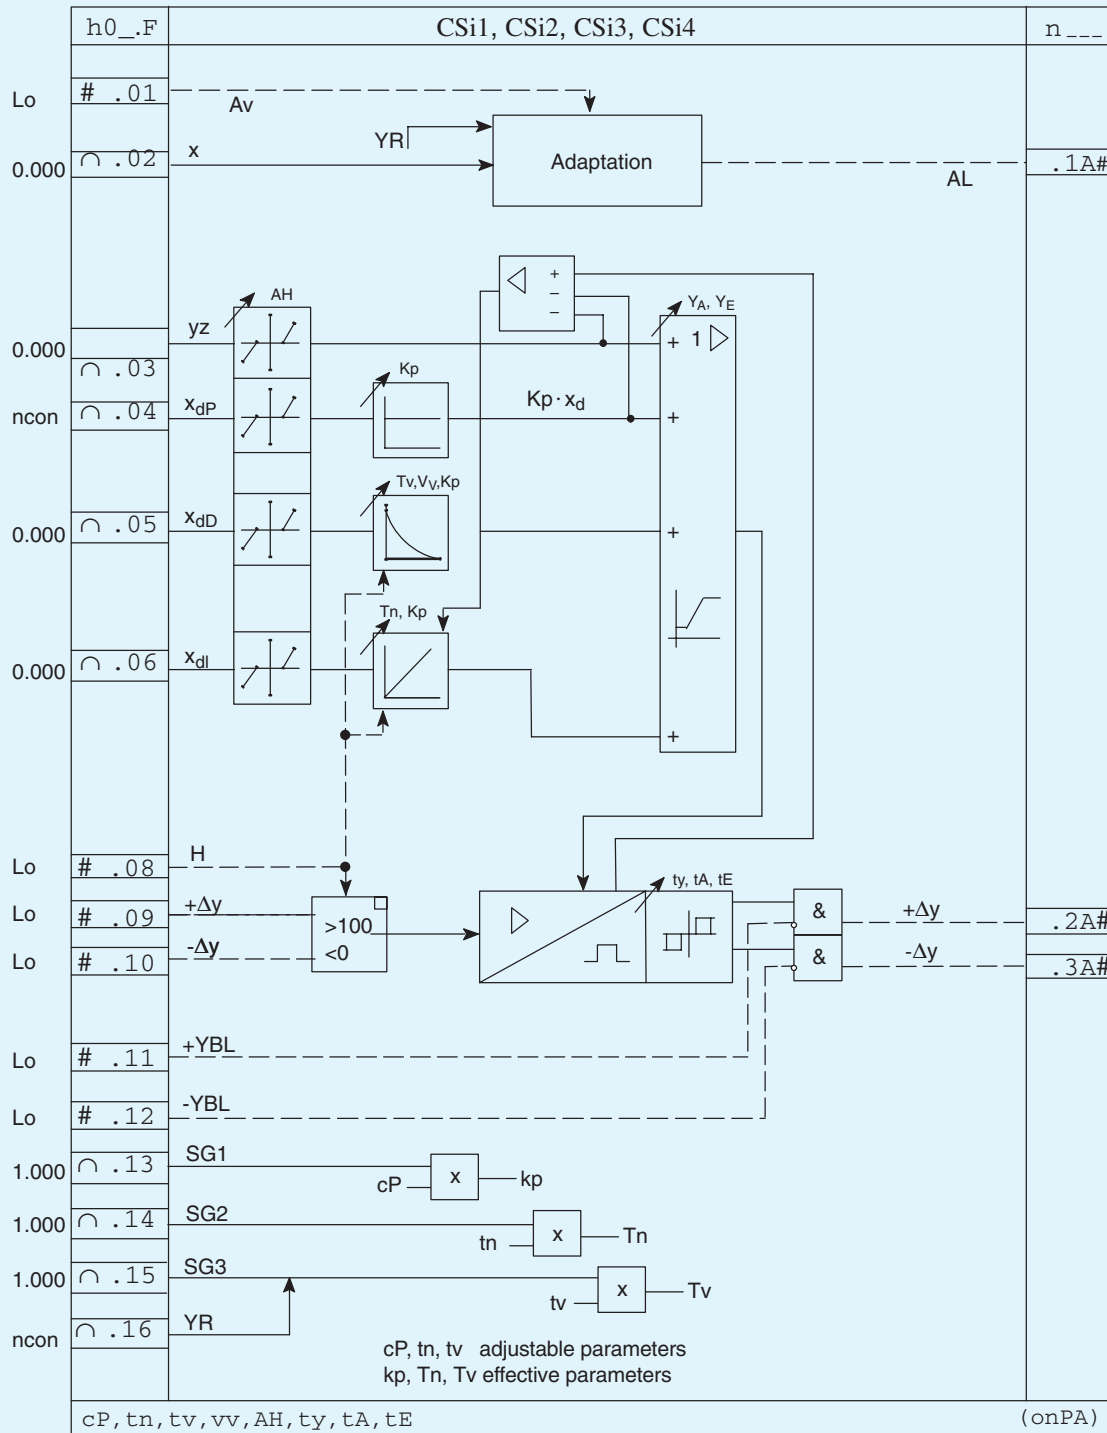 h0_.F CSi1, CSi2, CSi3, CSi4 n___
Lo # .01 Av
YR
0.000 ∩ .02 x Adaptation AL .1A#
+
−
−
AH
Y_A, Y_E
0.000 ∩ .03 yz + 1
Kp
ncon ∩ .04 x_dP Kp · x_d +
Tv,V_V,Kp
0.000 ∩ .05 x_dD +
Tn, Kp
0.000 ∩ .06 x_dI
+
Lo # .08 H
ty, tA, tE
Lo # .09 +Δy >100 & +Δy .2A#
Lo # .10 -Δy <0 & -Δy .3A#
Lo # .11 +YBL
Lo # .12 -YBL
1.000 ∩ .13 SG1
cP x kp
1.000 ∩ .14 SG2
tn x Tn
1.000 ∩ .15 SG3
tv x Tv
ncon ∩ .16 YR
cP, tn, tv adjustable parameters
kp, Tn, Tv effective parameters
cP,tn,tv,vv,AH,ty,tA,tE (onPA)